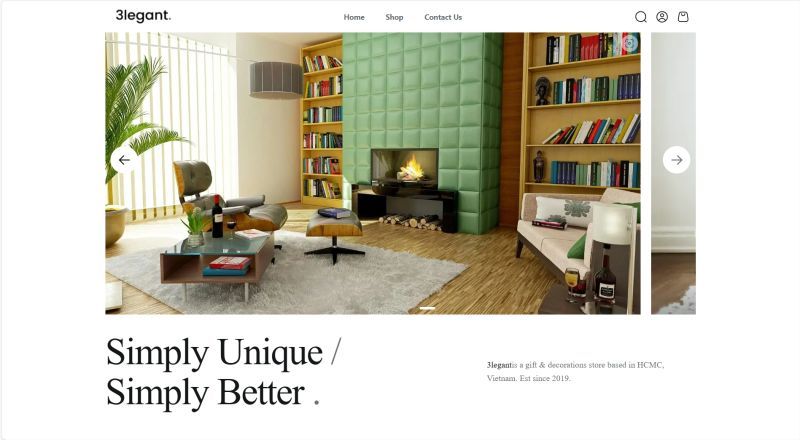 3legant.
Home Shop Contact Us
Simply Unique /
Simply Better .
3legantis a gift & decorations store based in HCMC,
Vietnam. Est since 2019.